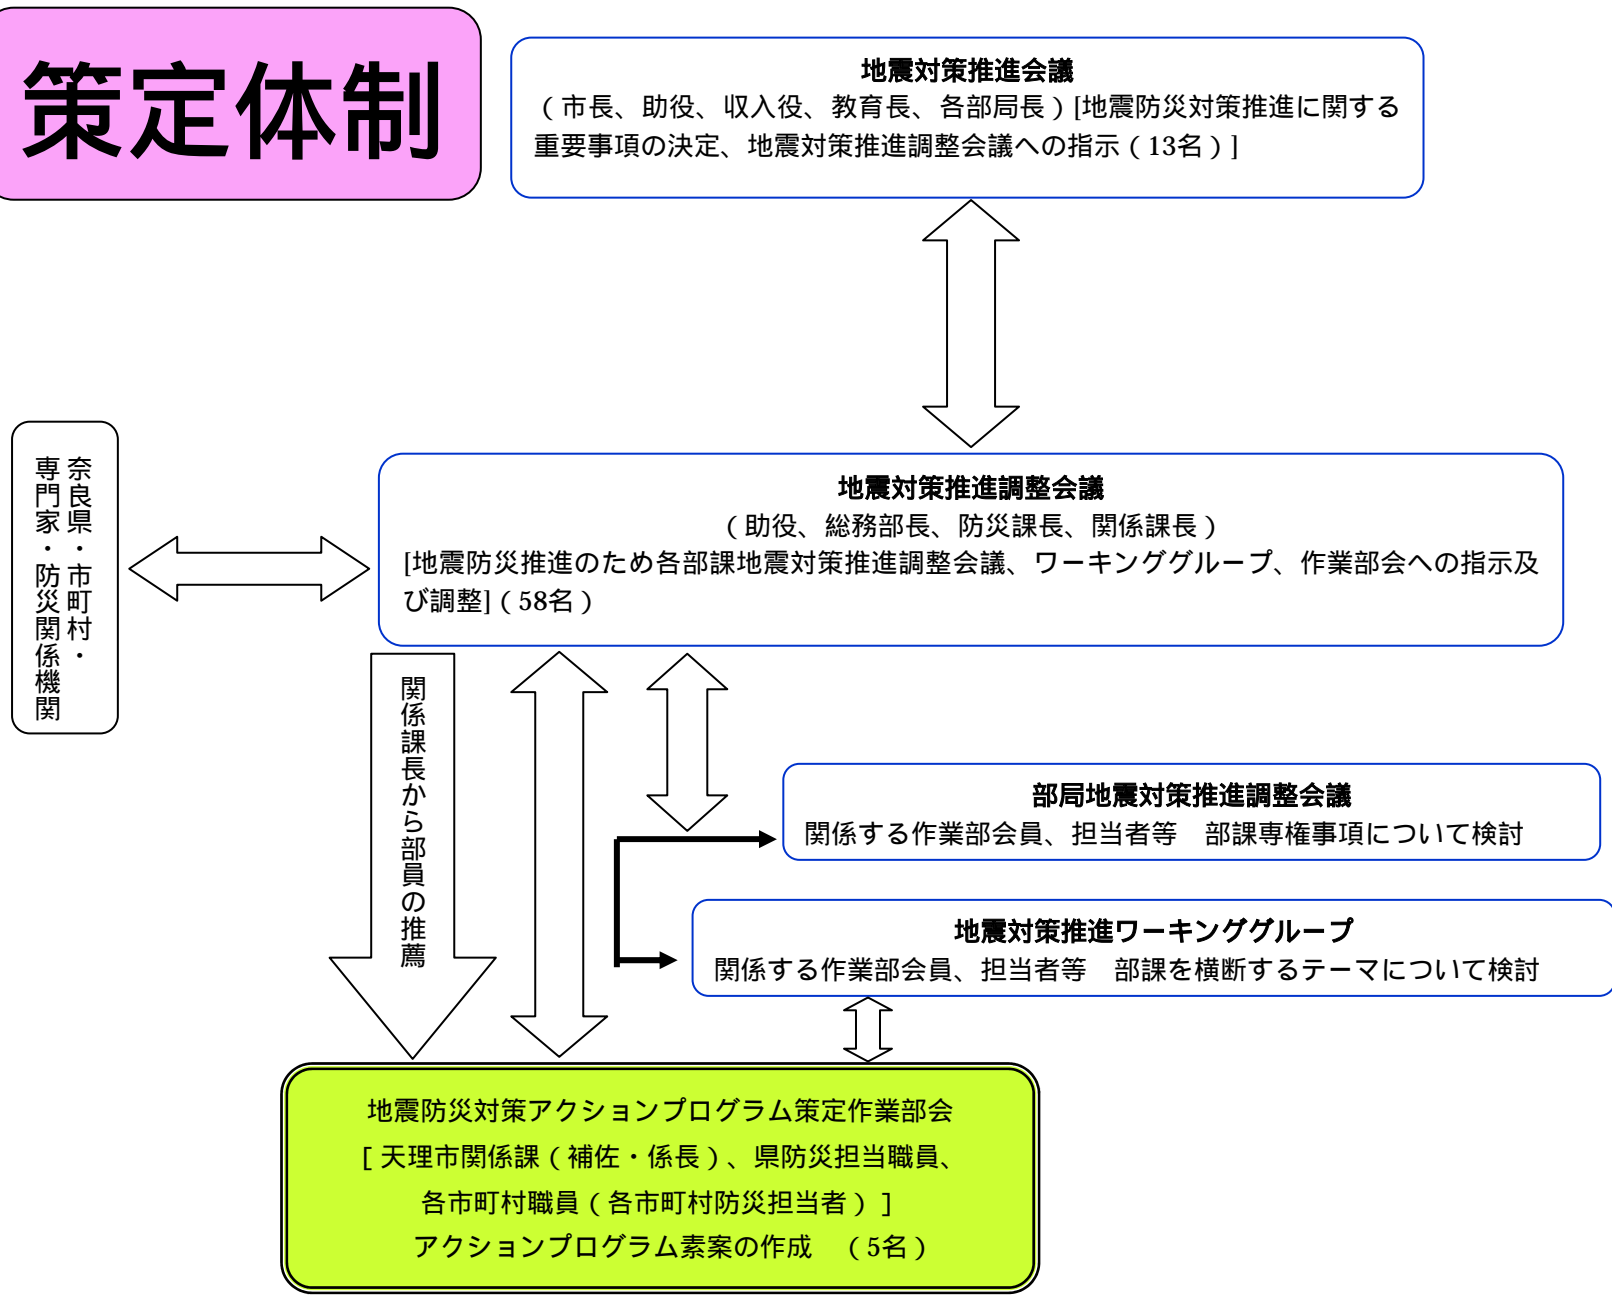 策定体制
地震対策推進会議
（市長、助役、収入役、教育長、各部局長）[地震防災対策推進に関する
重要事項の決定、地震対策推進調整会議への指示（13名）]
奈良県・市町村・
専門家・防災関係機関
地震対策推進調整会議
（助役、総務部長、防災課長、関係課長）
[地震防災推進のため各部課地震対策推進調整会議、ワーキンググループ、作業部会への指示及
び調整]（58名）
関係課長から部員の推薦
部局地震対策推進調整会議
関係する作業部会員、担当者等　部課専権事項について検討
地震対策推進ワーキンググループ
関係する作業部会員、担当者等　部課を横断するテーマについて検討
地震防災対策アクションプログラム策定作業部会
[ 天理市関係課（補佐・係長）、県防災担当職員、
各市町村職員（各市町村防災担当者） ]
アクションプログラム素案の作成　（5名）